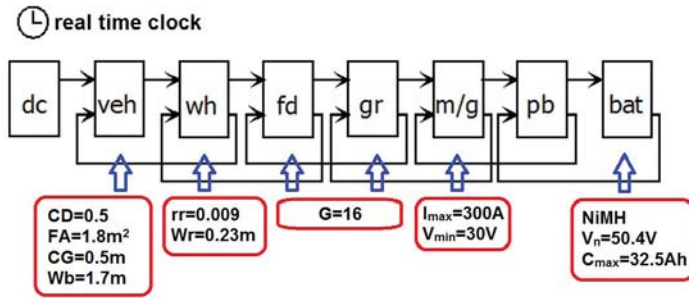 real time clock
dc
veh
wh
fd
gr
m/g
pb
bat
CD=0.5
FA=1.8m²
CG=0.5m
Wb=1.7m
rr=0.009
Wr=0.23m
G=16
Imax=300A
Vmin=30V
NiMH
Vn=50.4V
Cmax=32.5Ah